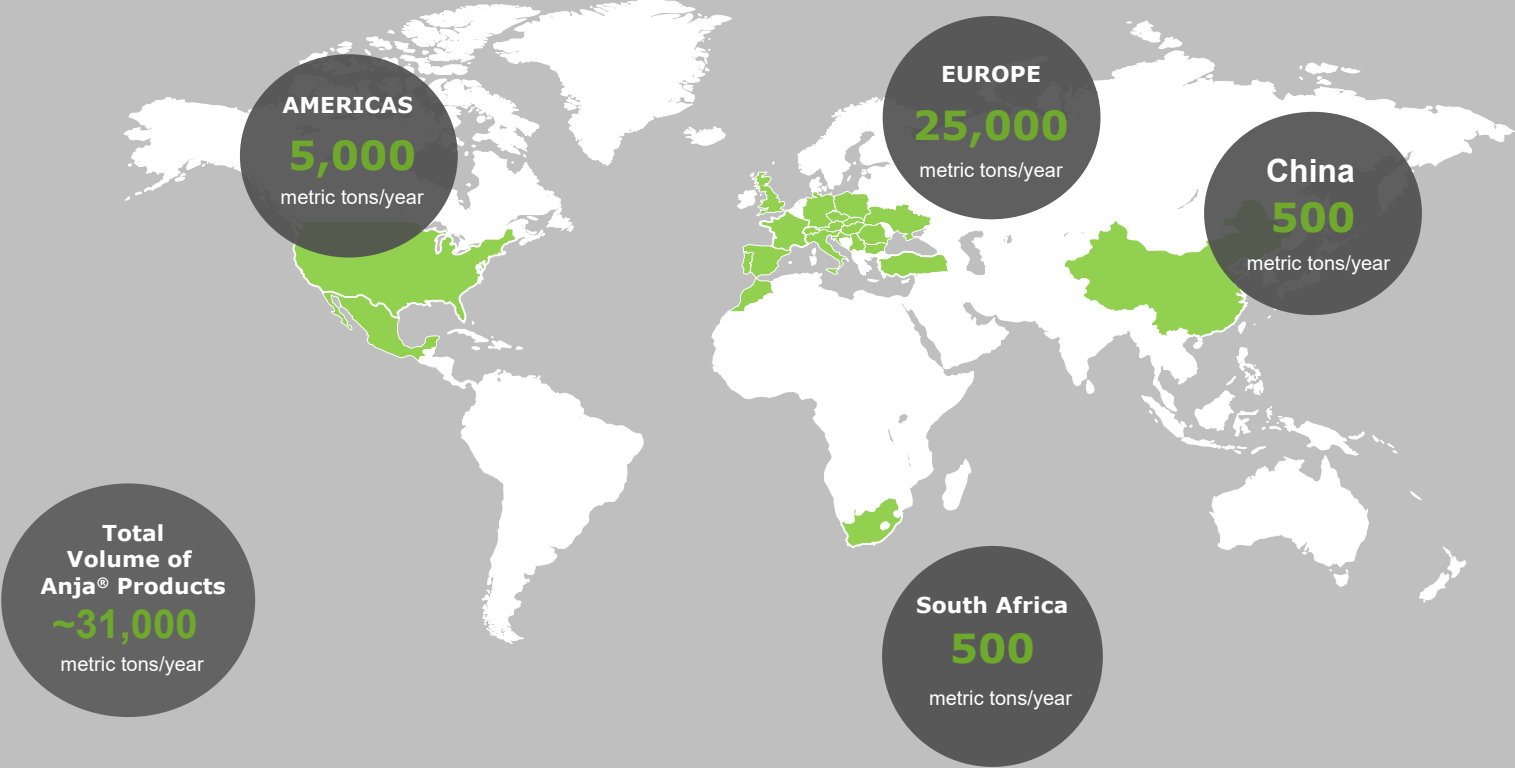 AMERICAS
5,000
metric tons/year
EUROPE
25,000
metric tons/year
China
500
metric tons/year
Total
Volume of
Anja® Products
~31,000
metric tons/year
South Africa
500
metric tons/year